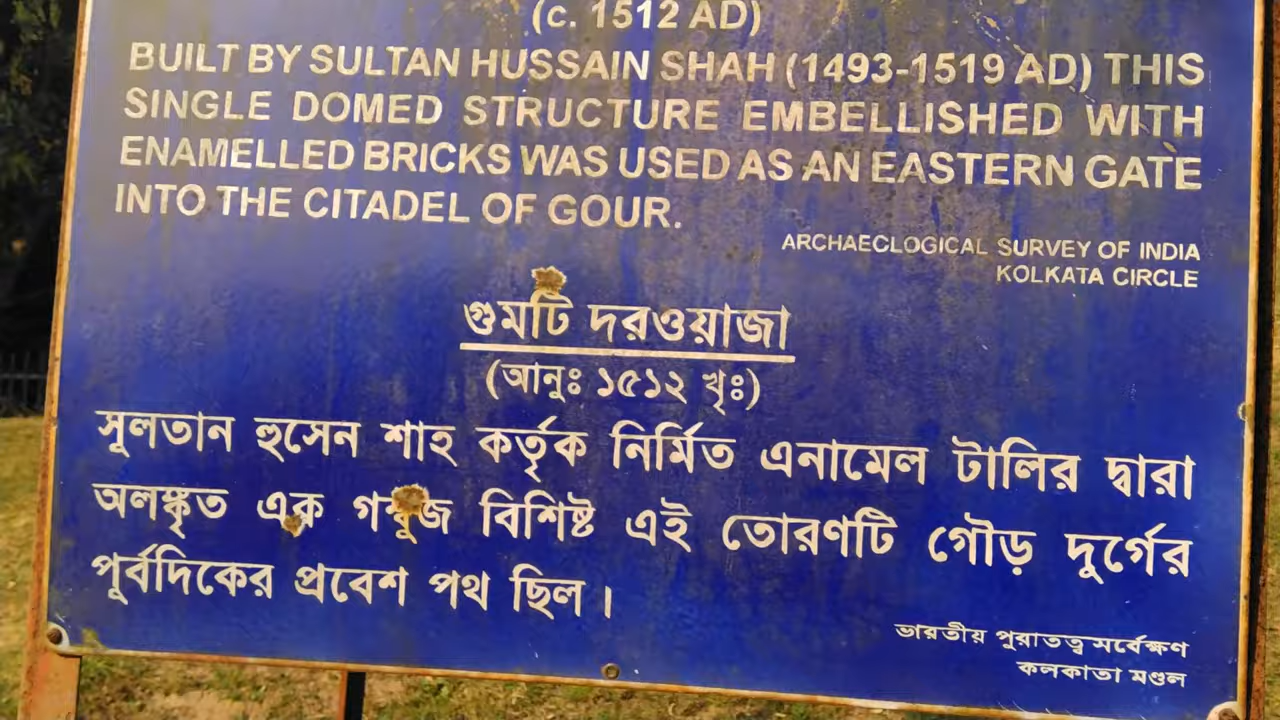 (c. 1512 AD)
BUILT BY SULTAN HUSSAIN SHAH (1493-1519 AD) THIS
SINGLE DOMED STRUCTURE EMBELLISHED WITH
ENAMELLED BRICKS WAS USED AS AN EASTERN GATE
INTO THE CITADEL OF GOUR.
ARCHAECLOGICAL SURVEY OF INDIA
KOLKATA CIRCLE
গুমটি দরওয়াজা
(আনুঃ ১৫১২ খৃঃ)
সুলতান হুসেন শাহ কর্তৃক নির্মিত এনামেল টালির দ্বারা
অলঙ্কৃত এক গম্বুজ বিশিষ্ট এই তোরণটি গৌড় দুর্গের
পূর্বদিকের প্রবেশ পথ ছিল।
ভারতীয় পুরাতত্ত্ব সর্বেক্ষণ
কলকাতা মণ্ডল